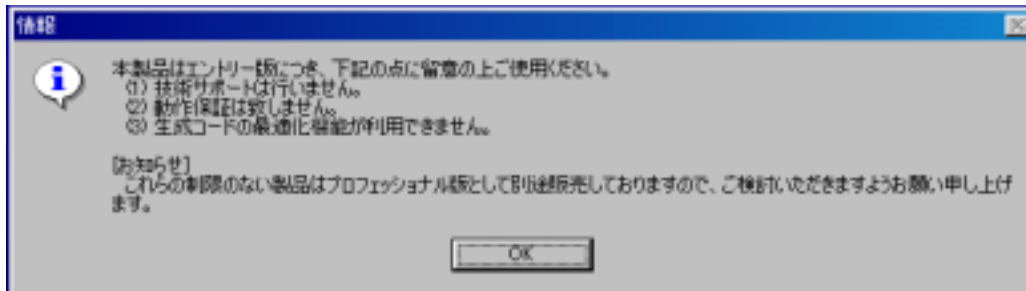 情報
本製品はエントリー版につき、下記の点に留意の上ご使用ください。
(1) 技術サポートは行いません。
(2) 動作保証は致しません。
(3) 生成コードの最適化機能が利用できません。
[お知らせ]
これらの制限のない製品はプロフェッショナル版として別途販売しておりますので、ご検討いただきますようお願い申し上げ
ます。
OK